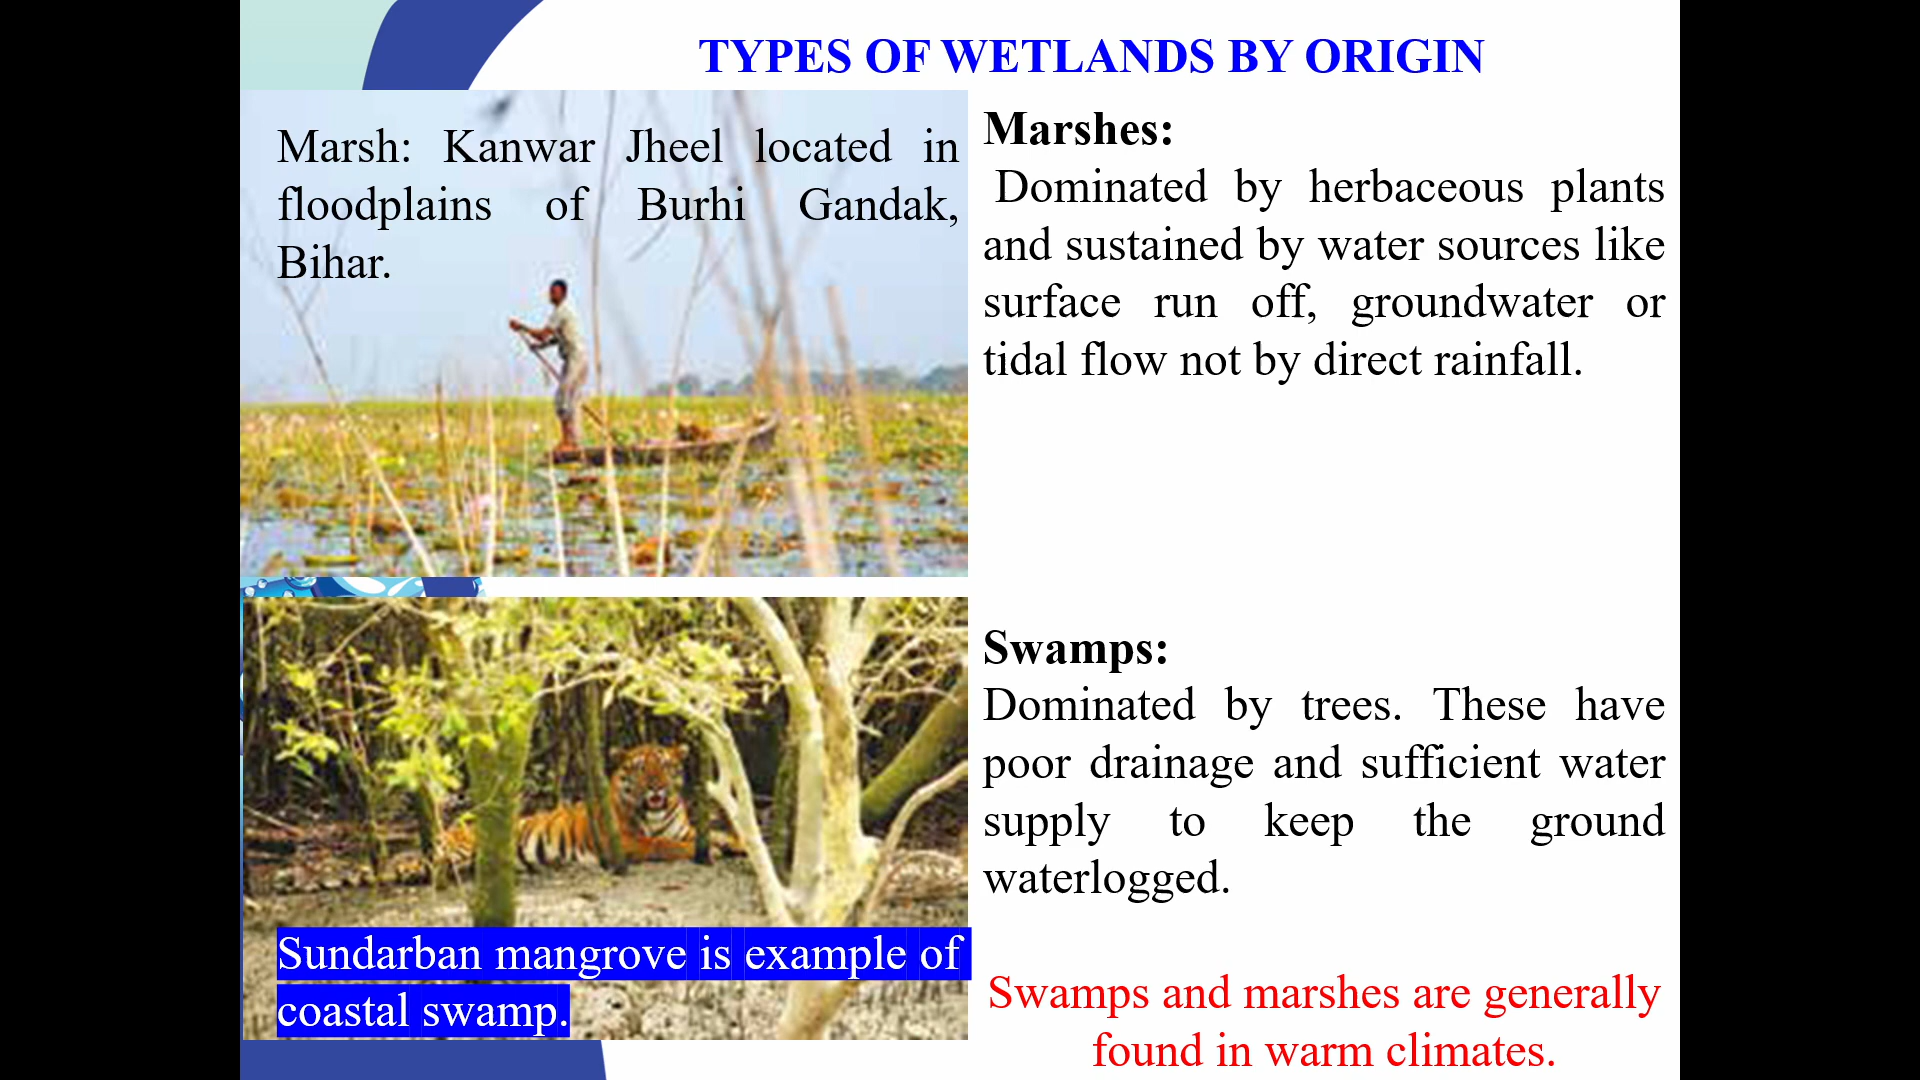 TYPES OF WETLANDS BY ORIGIN
Marsh: Kanwar Jheel located in
floodplains of Burhi Gandak,
Bihar.
Marshes:
Dominated by herbaceous plants
and sustained by water sources like
surface run off, groundwater or
tidal flow not by direct rainfall.
Sundarban mangrove is example of
coastal swamp.
Swamps:
Dominated by trees. These have
poor drainage and sufficient water
supply to keep the ground
waterlogged.
Swamps and marshes are generally
found in warm climates.